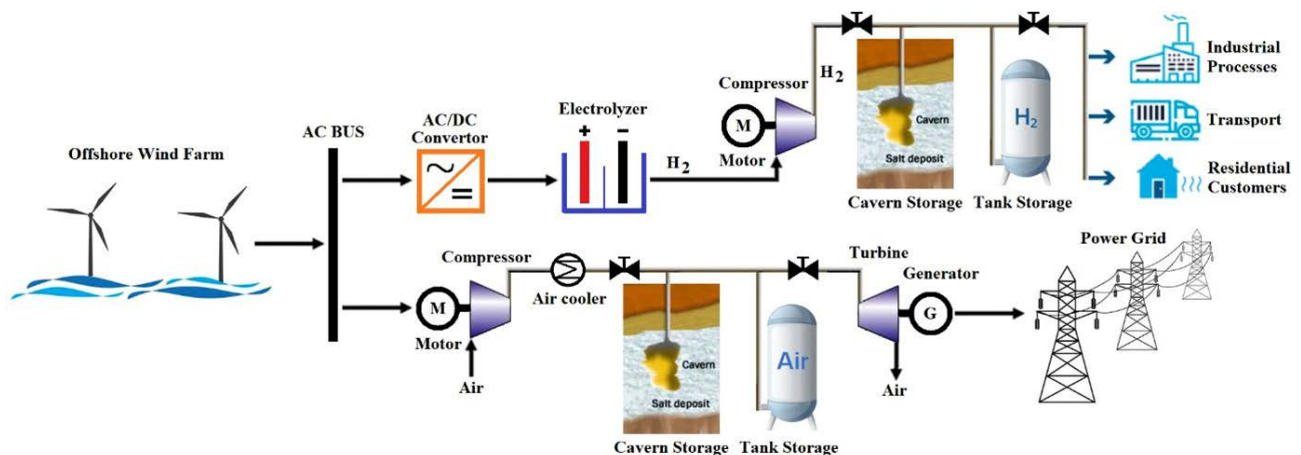 Offshore Wind Farm
AC BUS
AC/DC
Convertor
Electrolyzer
+
−
H2
Compressor
M
Motor
H2
Cavern
Salt deposit
Cavern Storage
H2
Tank Storage
Industrial
Processes
Transport
Residential
Customers
Compressor
M
Motor
Air
Air cooler
Cavern
Salt deposit
Cavern Storage
Air
Tank Storage
Turbine
Generator
G
Air
Power Grid